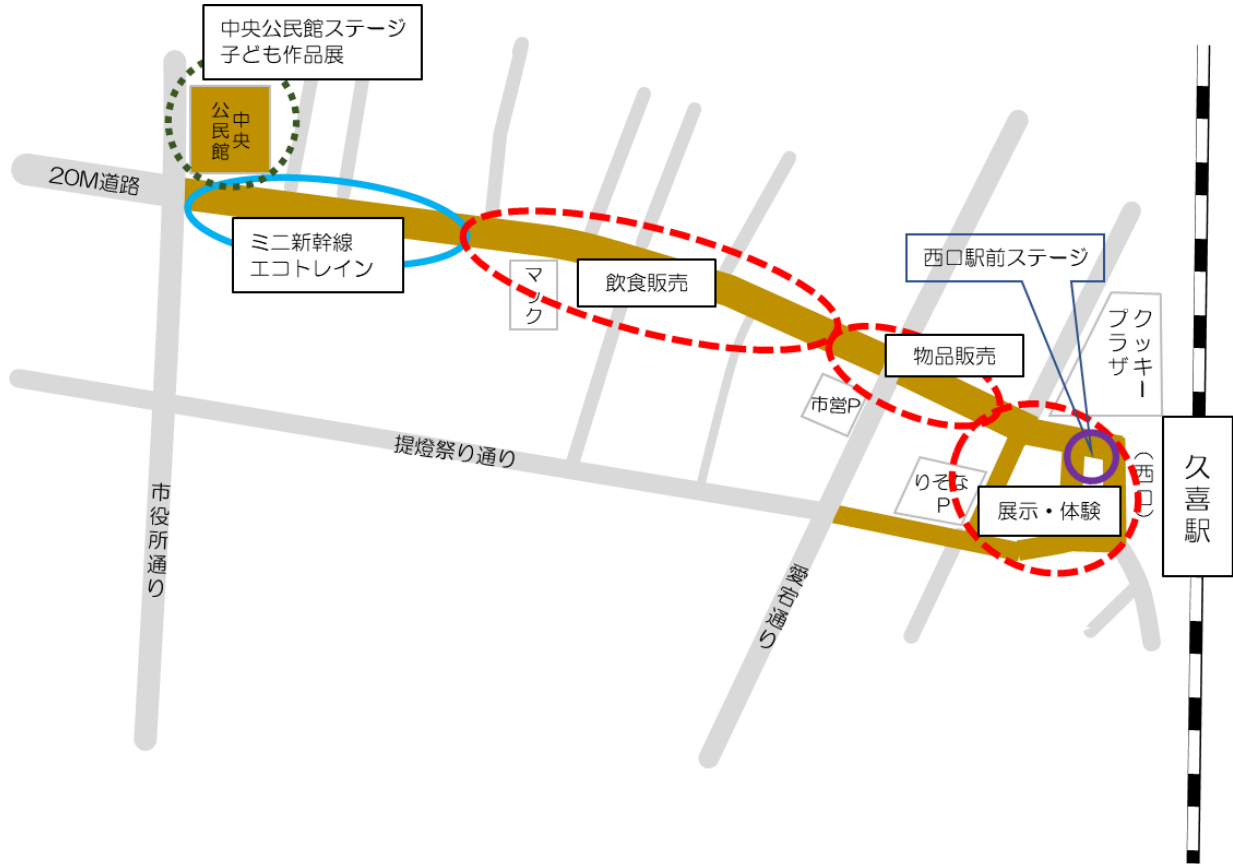 中央公民館ステージ
子ども作品展
中央
公民館
20M道路
ミニ新幹線
エコトレイン
マック
飲食販売
西口駅前ステージ
クッキー
プラザ
物品販売
市営P
提燈祭り通り
りそな
P
展示・体験
（西口）
久喜駅
市役所通り
愛宕通り